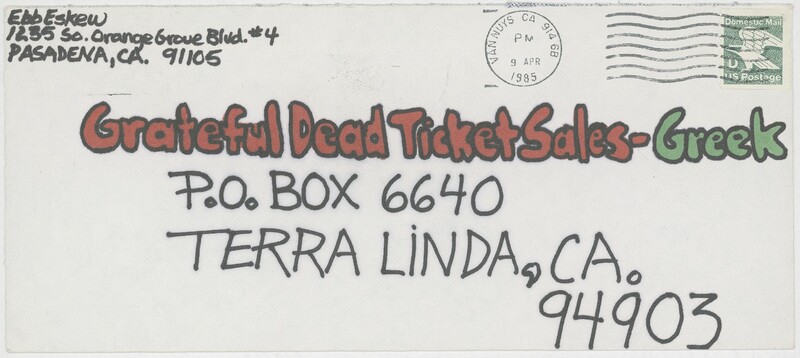 Ebb Eskew
1235 So. Orange Grove Blvd. #4
PASADENA, CA. 91105
VAN NUYS CA 914 6B
PM
9 APR
1985
Domestic Mail
D
US Postage
Grateful Dead Ticket Sales-Greek
P.O. BOX 6640
TERRA LINDA, CA.
94903